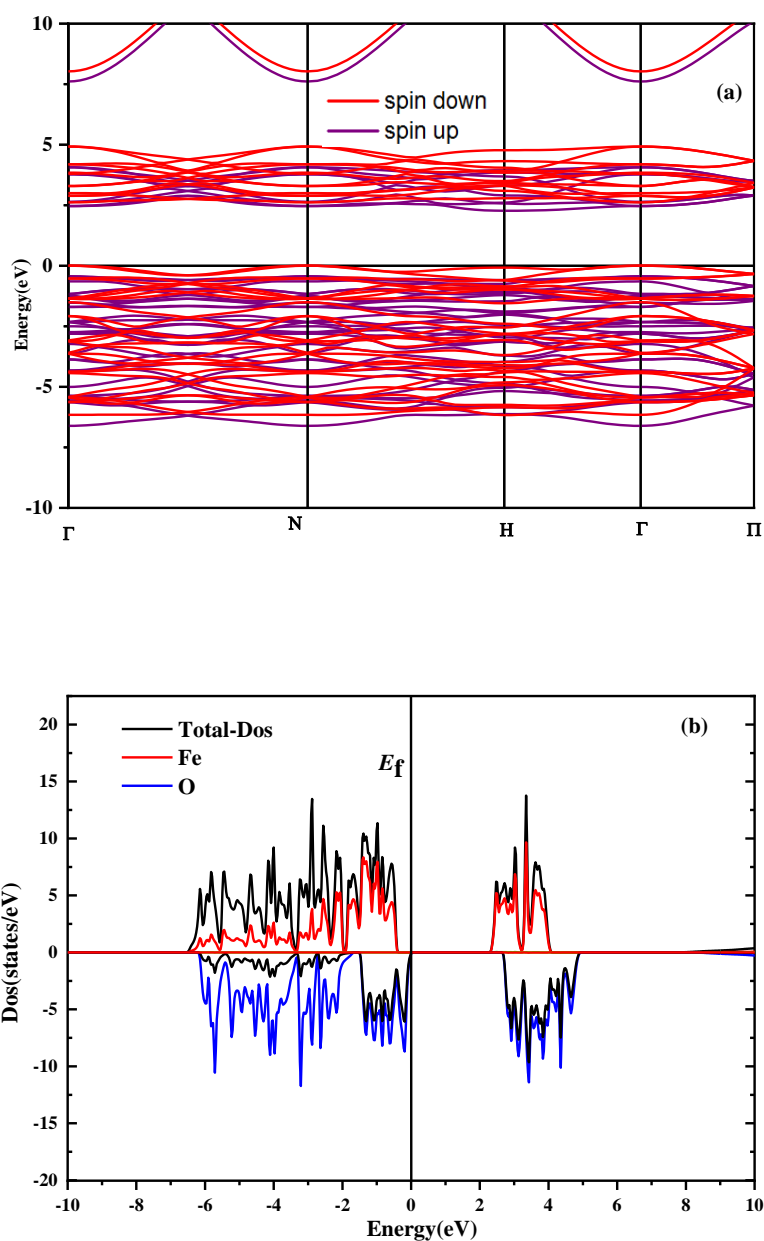 10
(a)
spin down
spin up
5
0
Energy(eV)
-5
-10
Γ N H Γ Π
20
Total-Dos
(b)
Fe
Ef
O
15
10
5
0
Dos(states/eV)
-5
-10
-15
-20
-10 -8 -6 -4 -2 0 2 4 6 8 10
Energy(eV)